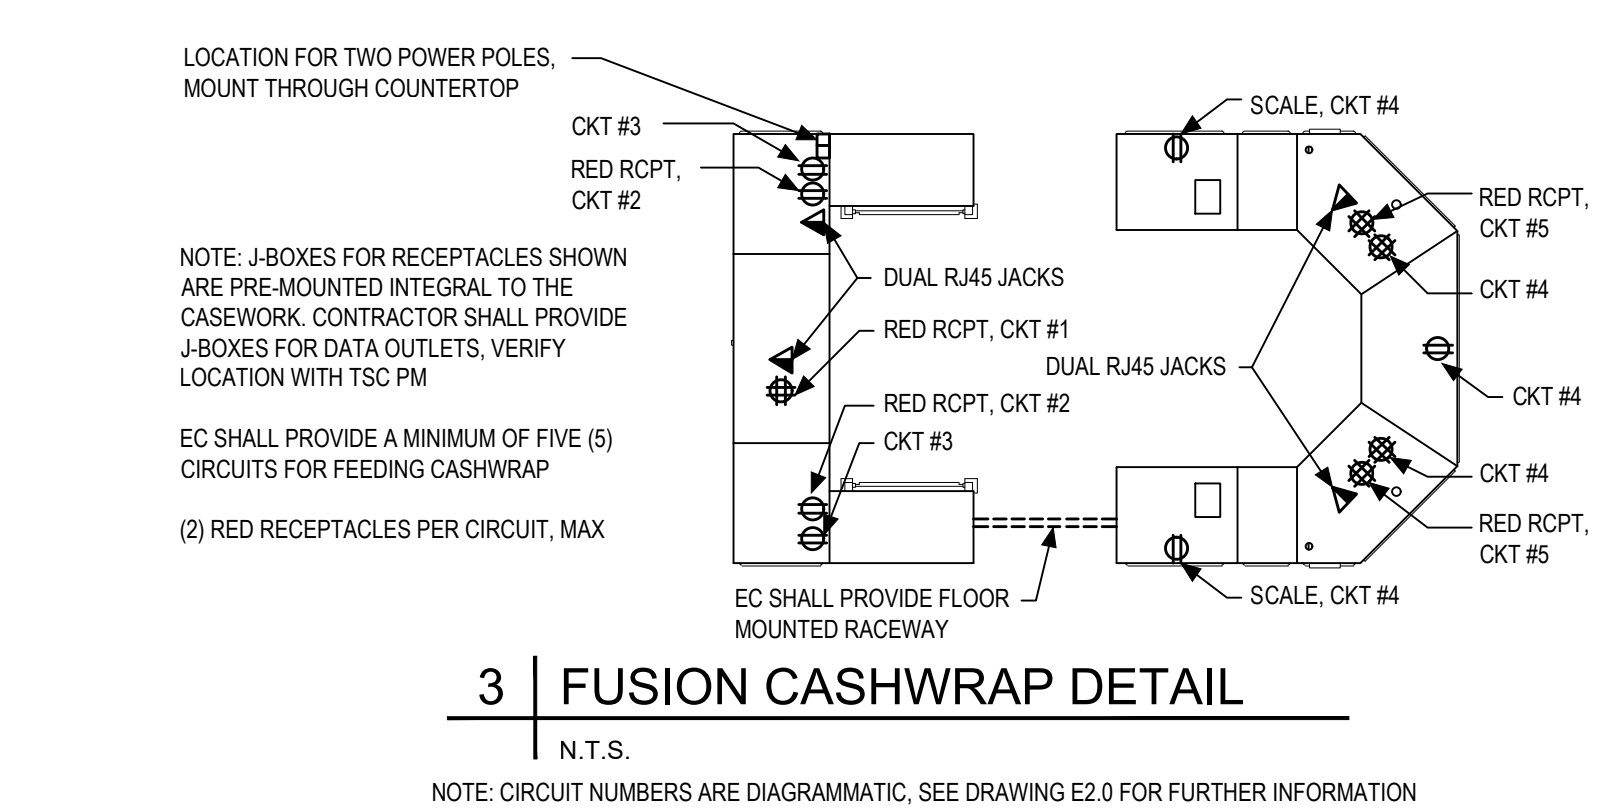 LOCATION FOR TWO POWER POLES,
MOUNT THROUGH COUNTERTOP
CKT #3
RED RCPT,
CKT #2
NOTE: J-BOXES FOR RECEPTACLES SHOWN
ARE PRE-MOUNTED INTEGRAL TO THE
CASEWORK. CONTRACTOR SHALL PROVIDE
J-BOXES FOR DATA OUTLETS, VERIFY
LOCATION WITH TSC PM
EC SHALL PROVIDE A MINIMUM OF FIVE (5)
CIRCUITS FOR FEEDING CASHWRAP
(2) RED RECEPTACLES PER CIRCUIT, MAX
DUAL RJ45 JACKS
RED RCPT, CKT #1
RED RCPT, CKT #2
CKT #3
EC SHALL PROVIDE FLOOR
MOUNTED RACEWAY
SCALE, CKT #4
RED RCPT,
CKT #5
CKT #4
DUAL RJ45 JACKS
CKT #4
CKT #4
RED RCPT,
CKT #5
SCALE, CKT #4
3
FUSION CASHWRAP DETAIL
N.T.S.
NOTE: CIRCUIT NUMBERS ARE DIAGRAMMATIC, SEE DRAWING E2.0 FOR FURTHER INFORMATION